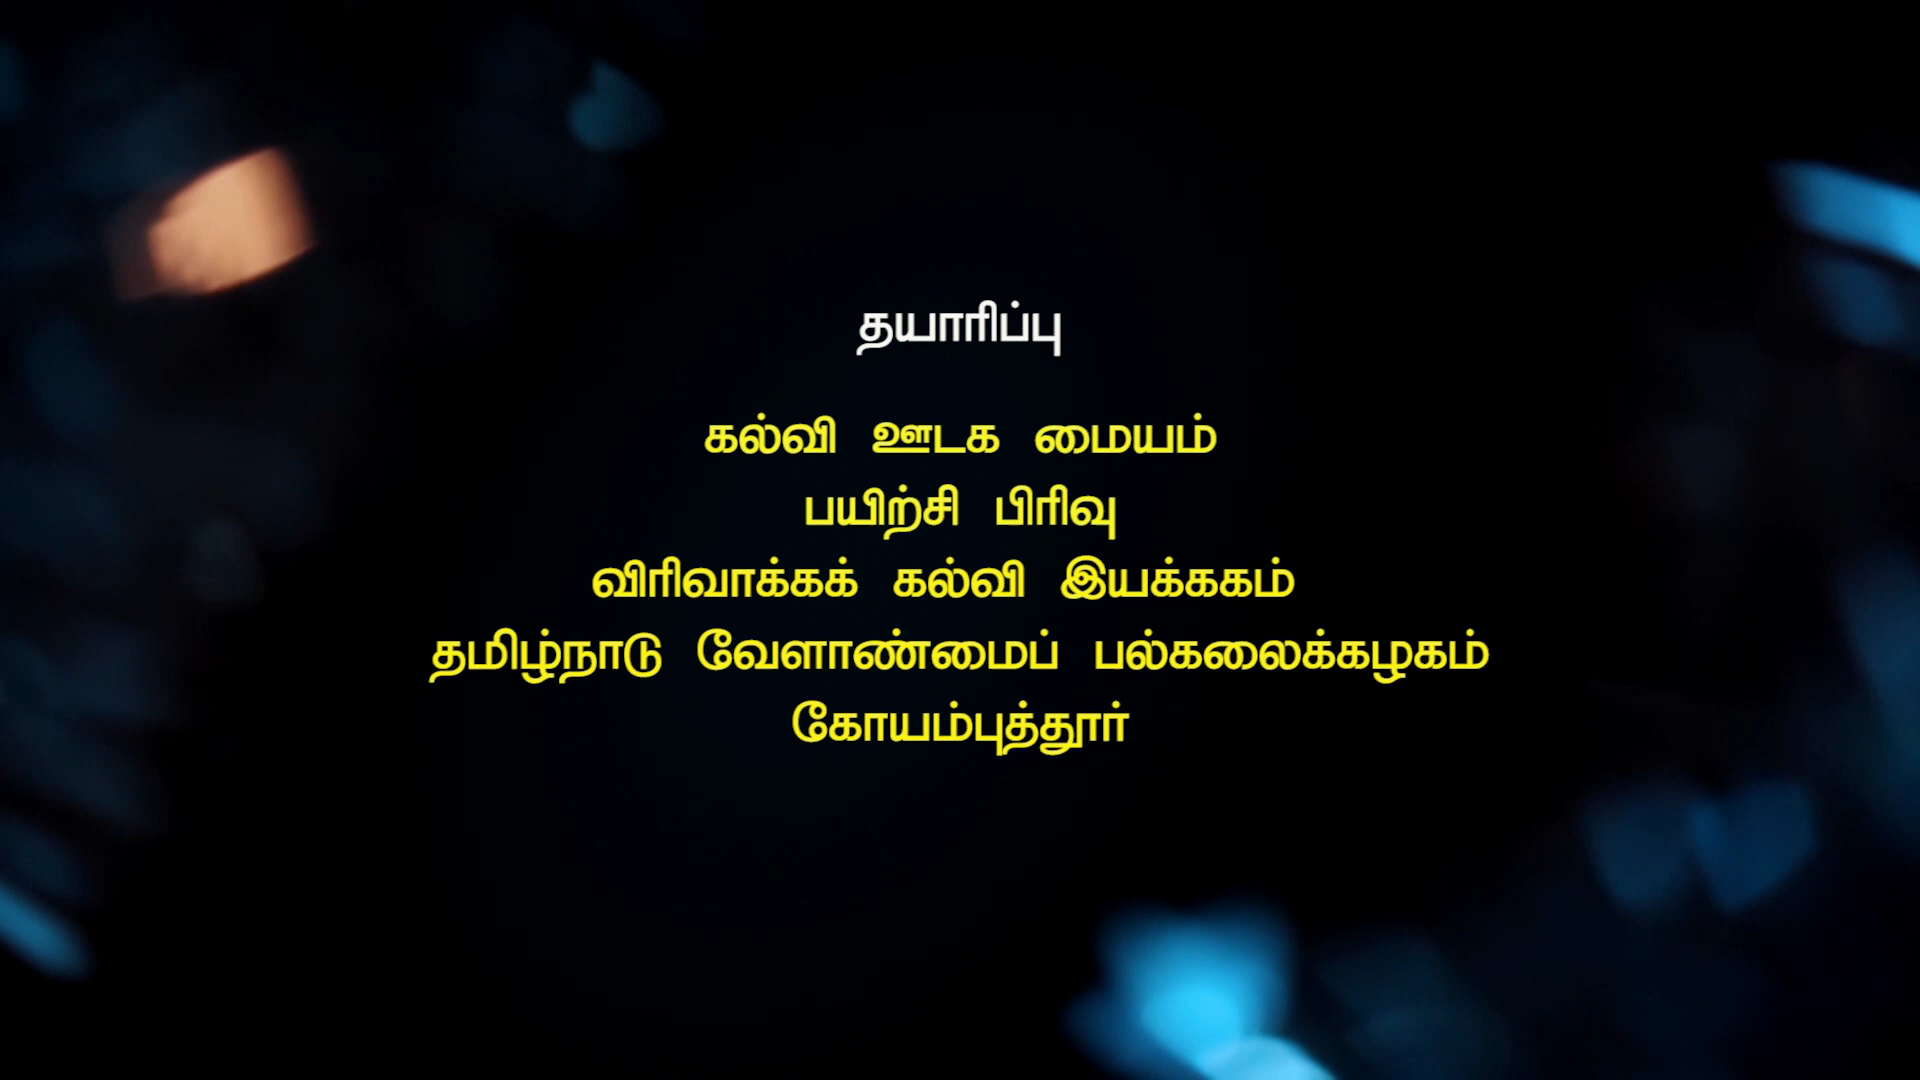 தயாரிப்பு
கல்வி ஊடக மையம்
பயிற்சி பிரிவு
விரிவாக்கக் கல்வி இயக்ககம்
தமிழ்நாடு வேளாண்மைப் பல்கலைக்கழகம்
கோயம்புத்தூர்